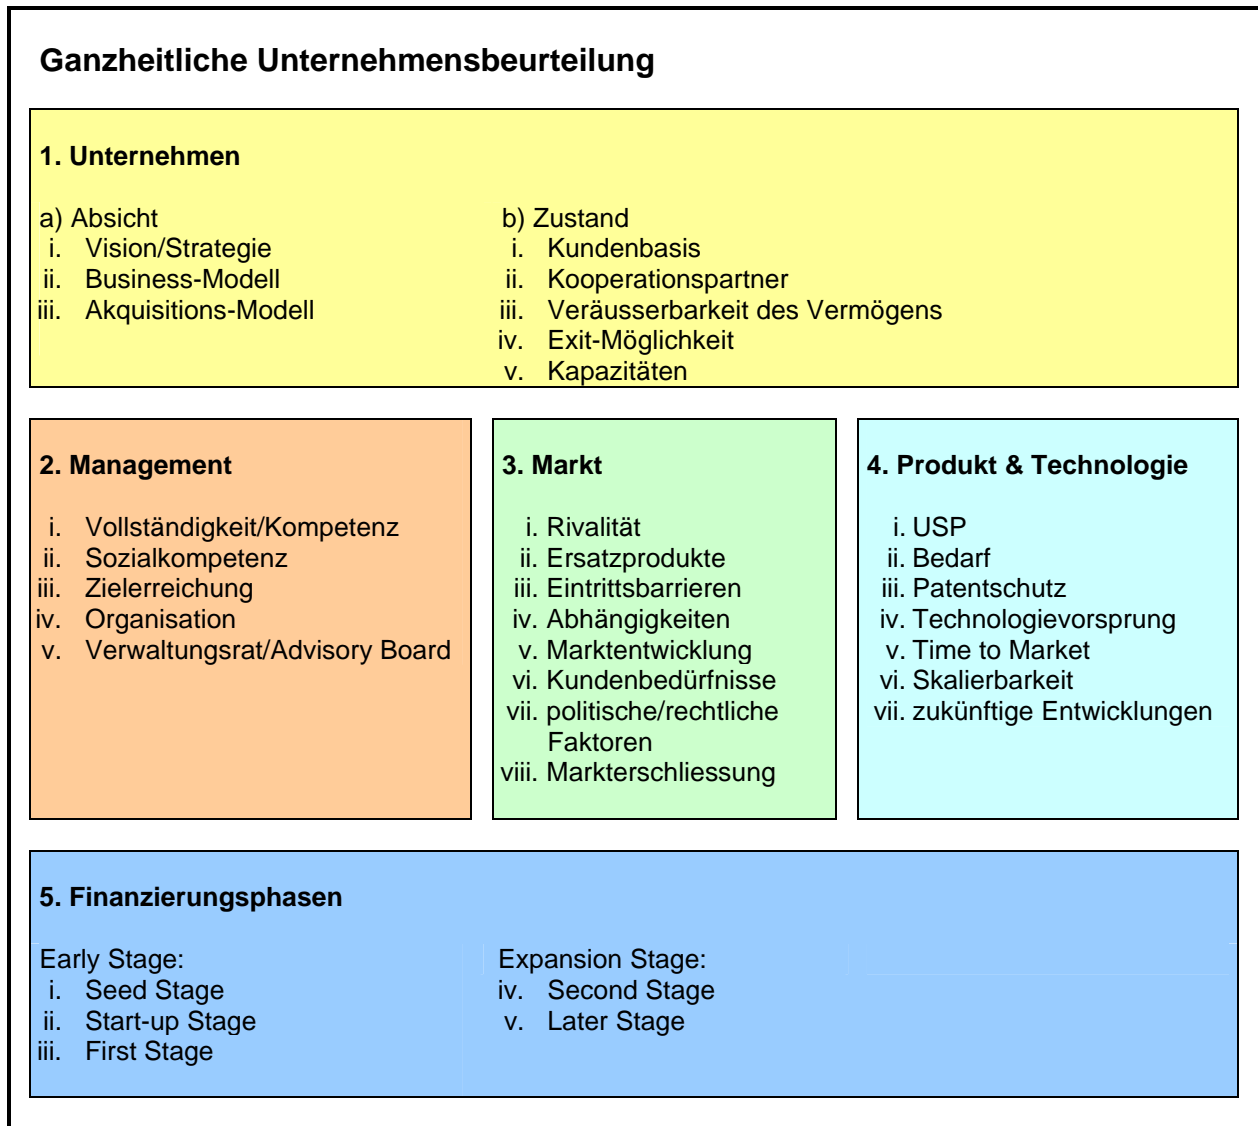 Ganzheitliche Unternehmensbeurteilung
1. Unternehmen
a) Absicht
i. Vision/Strategie
ii. Business-Modell
iii. Akquisitions-Modell
b) Zustand
i. Kundenbasis
ii. Kooperationspartner
iii. Veräusserbarkeit des Vermögens
iv. Exit-Möglichkeit
v. Kapazitäten
2. Management
i. Vollständigkeit/Kompetenz
ii. Sozialkompetenz
iii. Zielerreichung
iv. Organisation
v. Verwaltungsrat/Advisory Board
3. Markt
i. Rivalität
ii. Ersatzprodukte
iii. Eintrittsbarrieren
iv. Abhängigkeiten
v. Marktentwicklung
vi. Kundenbedürfnisse
vii. politische/rechtliche
Faktoren
viii. Markterschliessung
4. Produkt & Technologie
i. USP
ii. Bedarf
iii. Patentschutz
iv. Technologievorsprung
v. Time to Market
vi. Skalierbarkeit
vii. zukünftige Entwicklungen
5. Finanzierungsphasen
Early Stage:
i. Seed Stage
ii. Start-up Stage
iii. First Stage
Expansion Stage:
iv. Second Stage
v. Later Stage